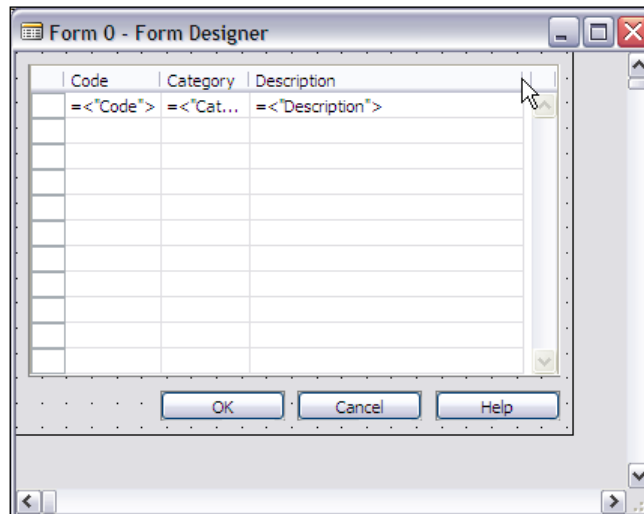 Form 0 - Form Designer
Code Category Description
=<"Code"> =<"Cat... =<"Description">
OK Cancel Help